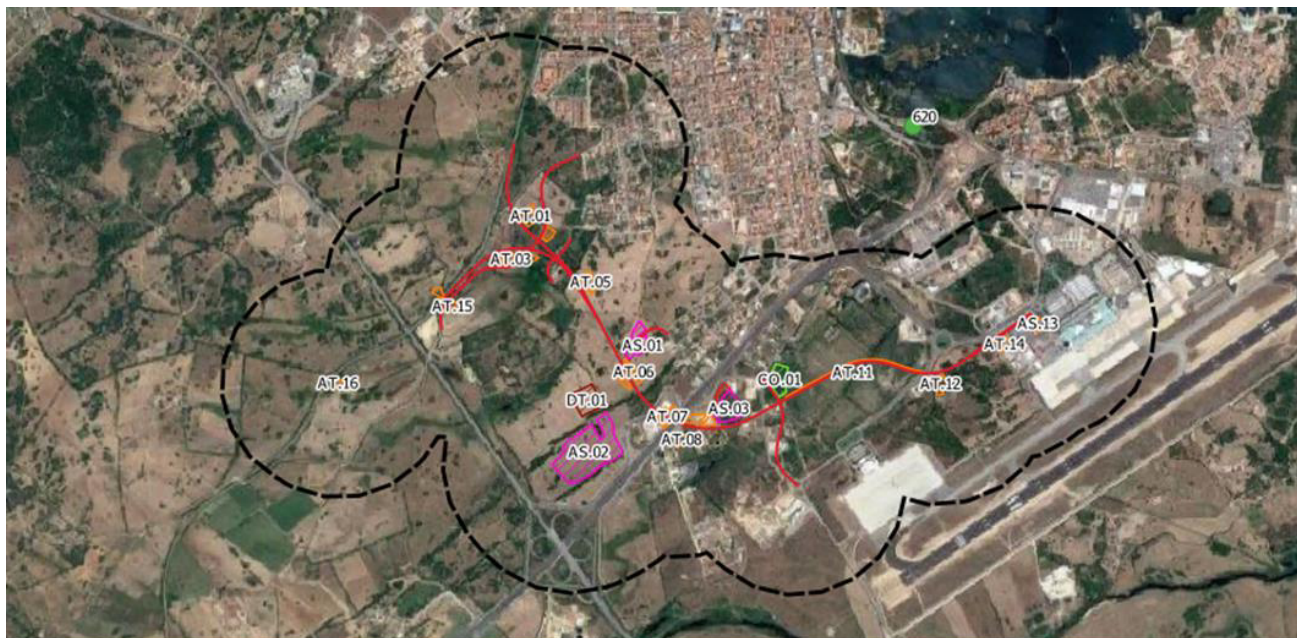 620
AT.01
AT.03
AT.05
AT.15
AS.13
AT.14
AS.01
AT.06
AT.16
CO.01
AT.11
AT.12
DT.01
AS.03
AT.07
AT.08
AS.02